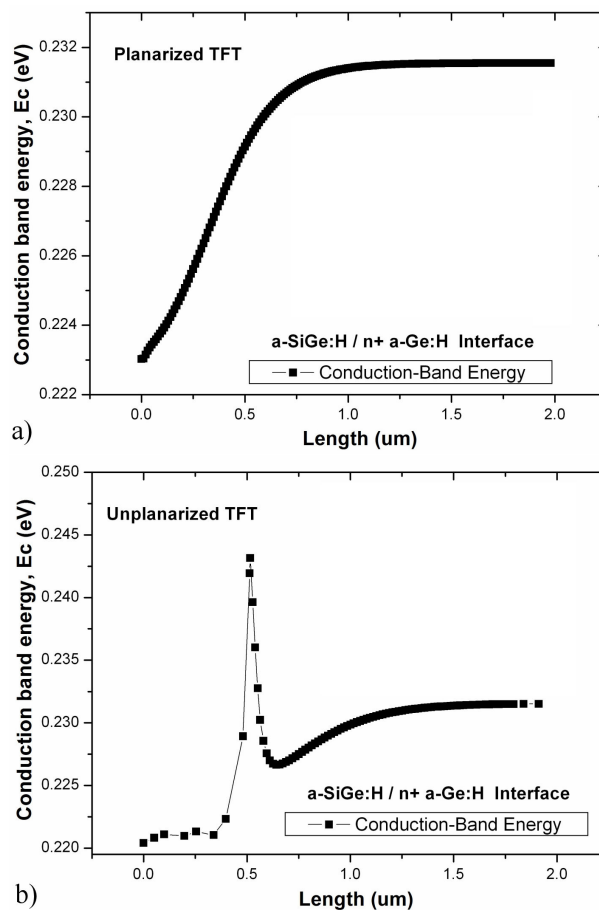 0.232
0.230
0.228
0.226
0.224
0.222
Conduction band energy, Ec (eV)
Planarized TFT
a-SiGe:H / n+ a-Ge:H Interface
Conduction-Band Energy
0.0 0.5 1.0 1.5 2.0
Length (um)
a)
0.250
0.245
0.240
0.235
0.230
0.225
0.220
Conduction band energy, Ec (eV)
Unplanarized TFT
a-SiGe:H / n+ a-Ge:H Interface
Conduction-Band Energy
0.0 0.5 1.0 1.5 2.0
Length (um)
b)